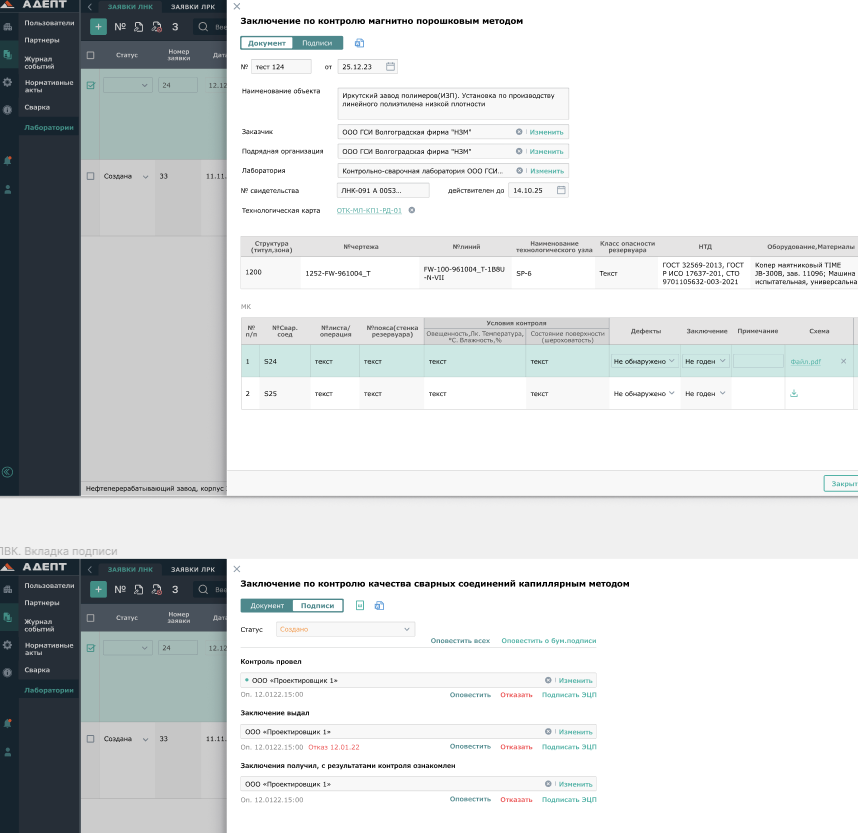 АДЕПТ
ЗАЯВКИ ЛНК
ЗАЯВКИ ЛРК
Пользователи
Партнеры
Журнал
событий
Нормативные
акты
Сварка
Лаборатории
№
3
Статус
Номер
заявки
24
12.12
Создана
33
11.11.
Нефтеперерабатывающий завод, корпус
Заключение по контролю магнитно порошковым методом
Документ
Подписи
№
тест 124
от
25.12.23
Наименование объекта
Иркутский завод полимеров(ИЗП). Установка по производству
линейного полиэтилена низкой плотности
Заказчик
ООО ГСИ Волгоградская фирма "НЗМ"
Изменить
Подрядная организация
ООО ГСИ Волгоградская фирма "НЗМ"
Изменить
Лаборатория
Контрольно-сварочная лаборатория ООО ГСИ...
Изменить
№ свидетельства
ЛНК-091 А 0053...
действителен до
14.10.25
Технологическая карта
ОТК-МЛ-КП1-РД-01
Структура
(титул,зона)
№чертежа
№линий
Наименование
технологического узла
Класс опасности
резервуара
НТД
Оборудование,Материалы
1200
1252-FW-961004_T
FW-100-961004_T-1B8U
-N-VII
SP-6
Текст
ГОСТ 32569-2013, ГОСТ
Р ИСО 17637-201, СТО
9701105632-003-2021
Копер маятниковый TIME
JB-300B, зав. 11096; Машина
испытательная, универсальна
МК
№
п/п
№Свар.
соед
№листа/
операция
№пояса(стенка
резервуара)
Условия контроля
Овещенность,Лк. Температура,
°С. Влажность,%
Состояние поверхности
(шероховатость)
Дефекты
Заключение
Примечания
Схема
1
S24
текст
текст
текст
текст
Не обнаружено
Не годен
Файл.pdf
2
S25
текст
текст
текст
текст
Не обнаружено
Не годен
Закрыт
ПВК. Вкладка подписи
АДЕПТ
ЗАЯВКИ ЛНК
ЗАЯВКИ ЛРК
Пользователи
Партнеры
Журнал
событий
Нормативные
акты
Сварка
Лаборатории
№
3
Статус
Номер
заявки
24
12.12
Создана
33
11.11.
Заключение по контролю качества сварных соединений капиллярным методом
Документ
Подписи
Статус
Создано
Оповестить всех
Оповестить о бум.подписи
Контроль провел
ООО «Проектировщик 1»
Изменить
Оп. 12.0122.15:00
Оповестить
Отказать
Подписать ЭЦП
Заключение выдал
ООО «Проектировщик 1»
Изменить
Оп. 12.0122.15:00 Отказ 12.01.22
Оповестить
Отказать
Подписать ЭЦП
Заключения получил, с результатами контроля ознакомлен
ООО «Проектировщик 1»
Изменить
Оп. 12.0122.15:00
Оповестить
Отказать
Подписать ЭЦП